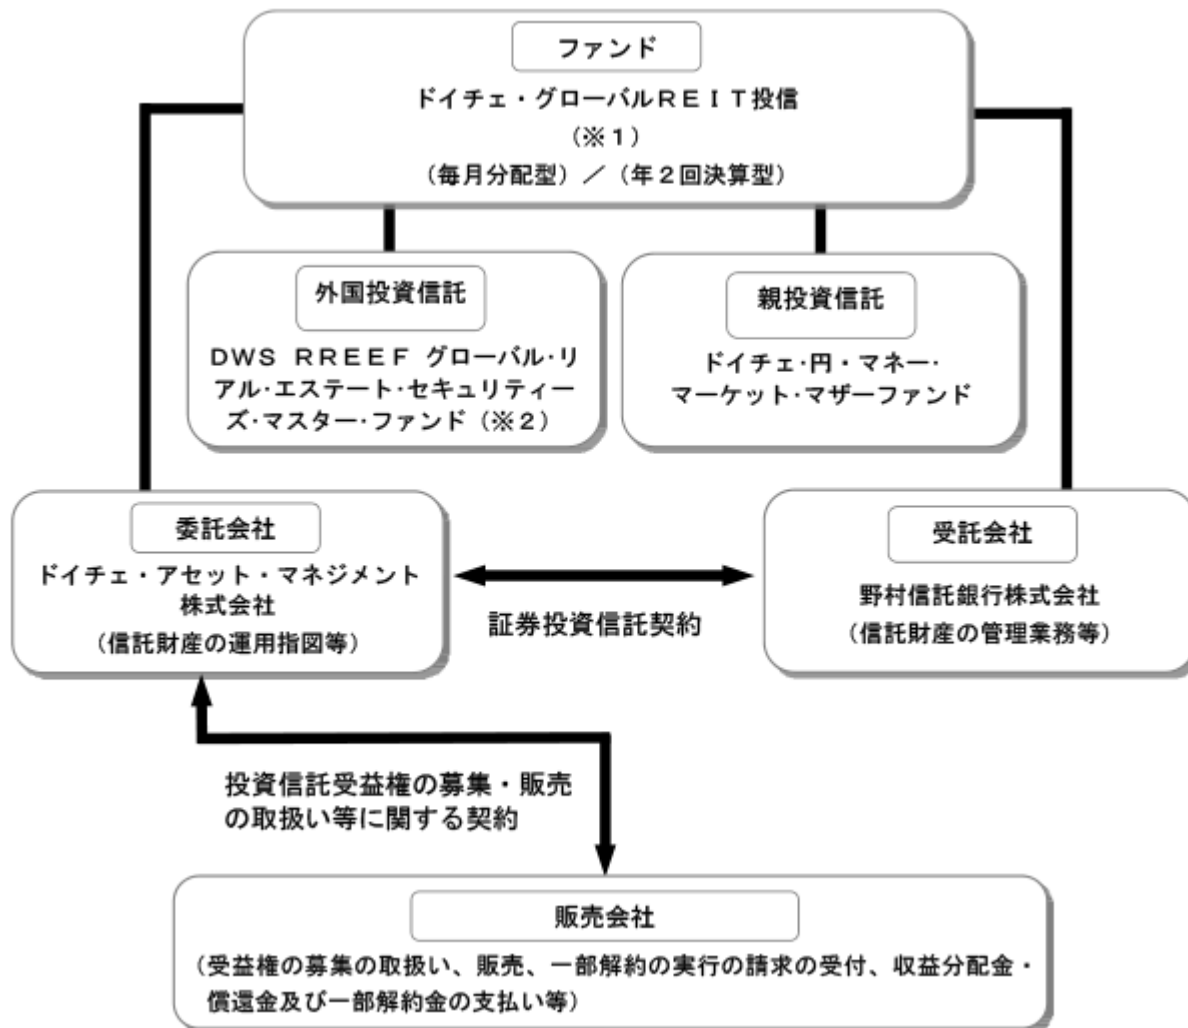 ファンド
ドイチェ・グローバルＲＥＩＴ投信
（※１）
（毎月分配型）／（年２回決算型）
外国投資信託
ＤＷＳ ＲＲＥＥＦ グローバル・リ
アル・エステート・セキュリティー
ズ・マスター・ファンド（※２）
親投資信託
ドイチェ・円・マネー・
マーケット・マザーファンド
委託会社
ドイチェ・アセット・マネジメント
株式会社
（信託財産の運用指図等）
証券投資信託契約
受託会社
野村信託銀行株式会社
（信託財産の管理業務等）
投資信託受益権の募集・販売
の取扱い等に関する契約
販売会社
（受益権の募集の取扱い、販売、一部解約の実行の請求の受付、収益分配金・
償還金及び一部解約金の支払い等）